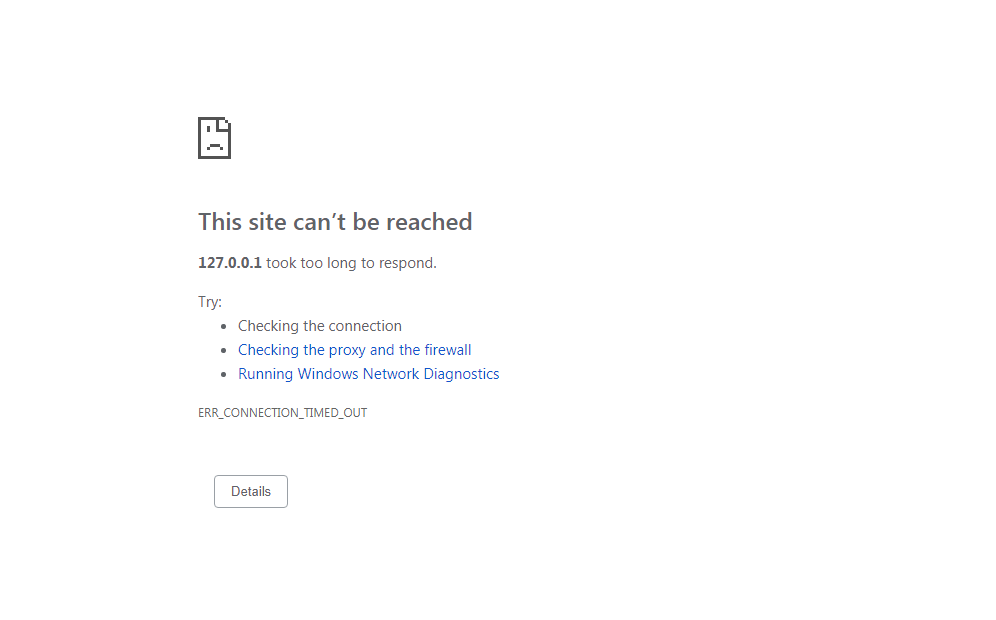 This site can’t be reached
127.0.0.1 took too long to respond.
Try:
Checking the connection
Checking the proxy and the firewall
Running Windows Network Diagnostics
ERR_CONNECTION_TIMED_OUT
Details